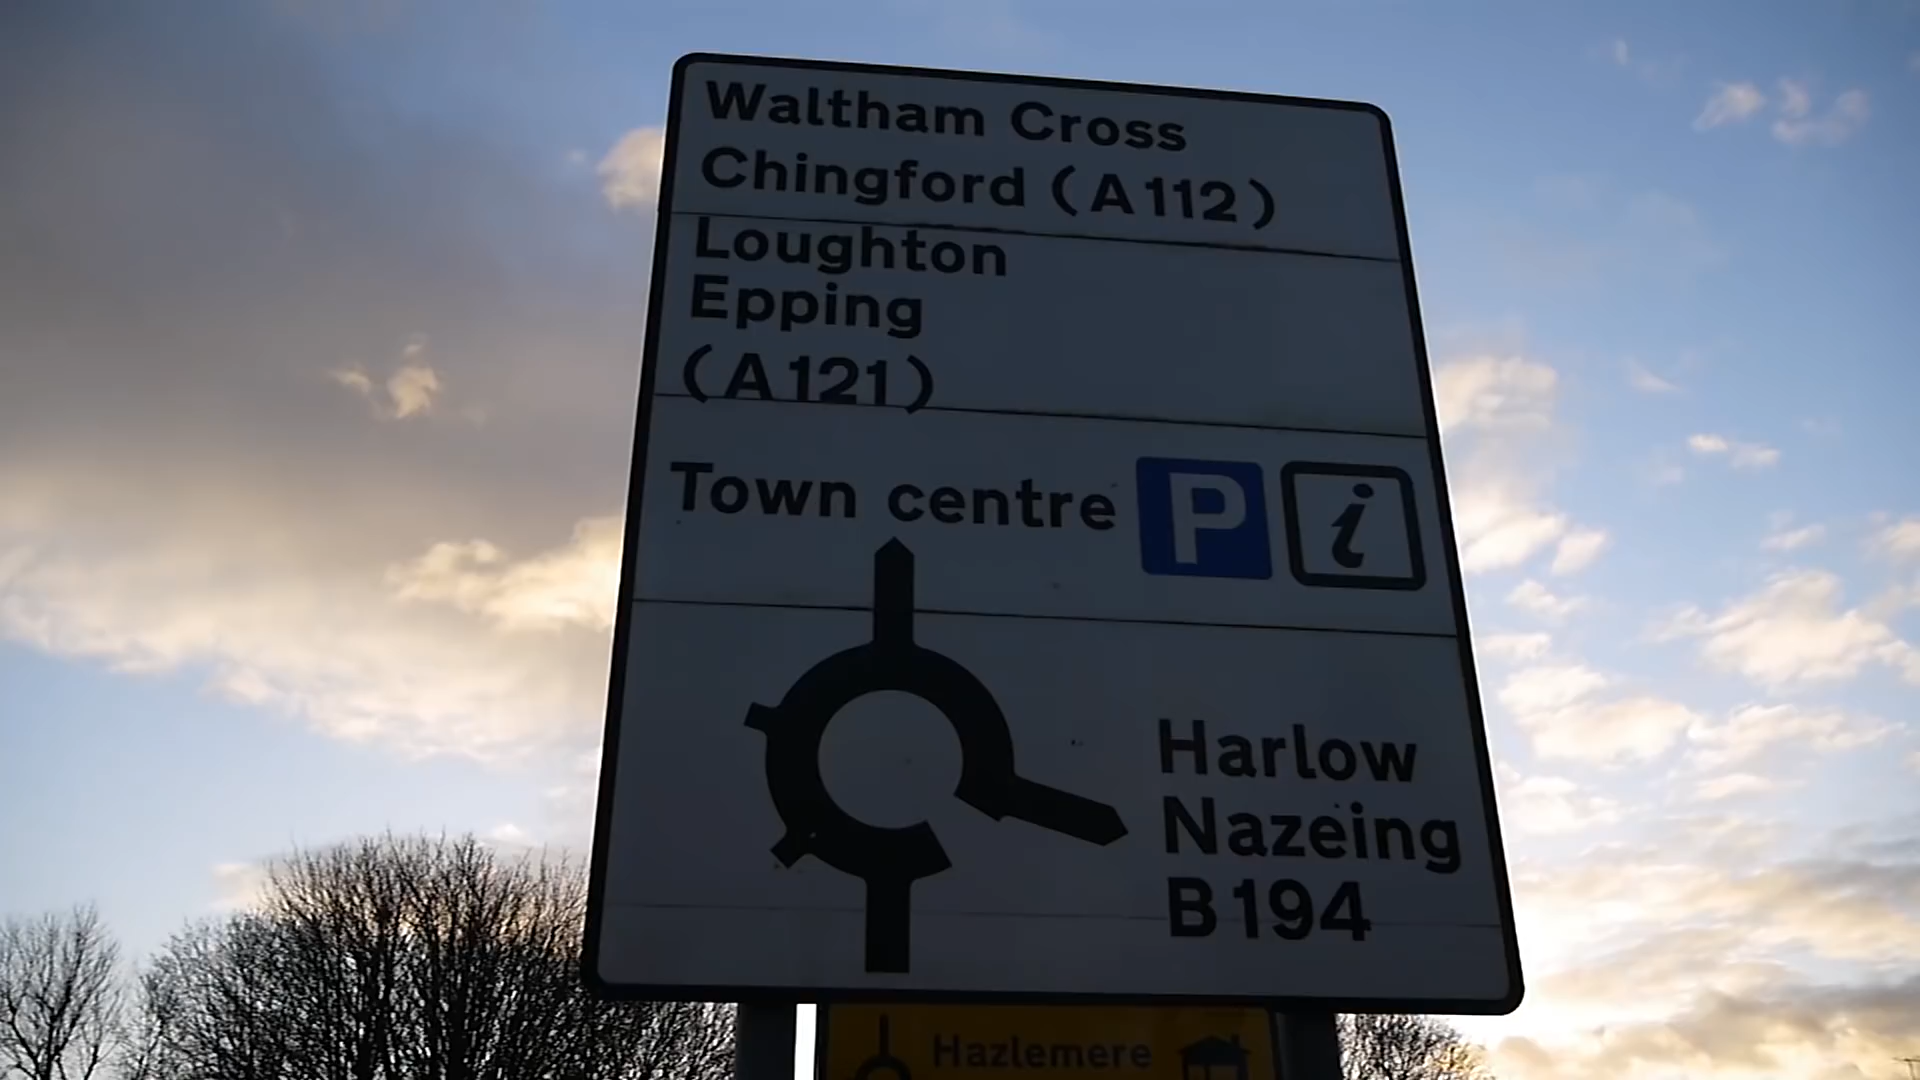 Waltham Cross
Chingford (A112)
Loughton
Epping
(A121)
Town centre P i
Harlow
Nazeing
B194
Hazlemere